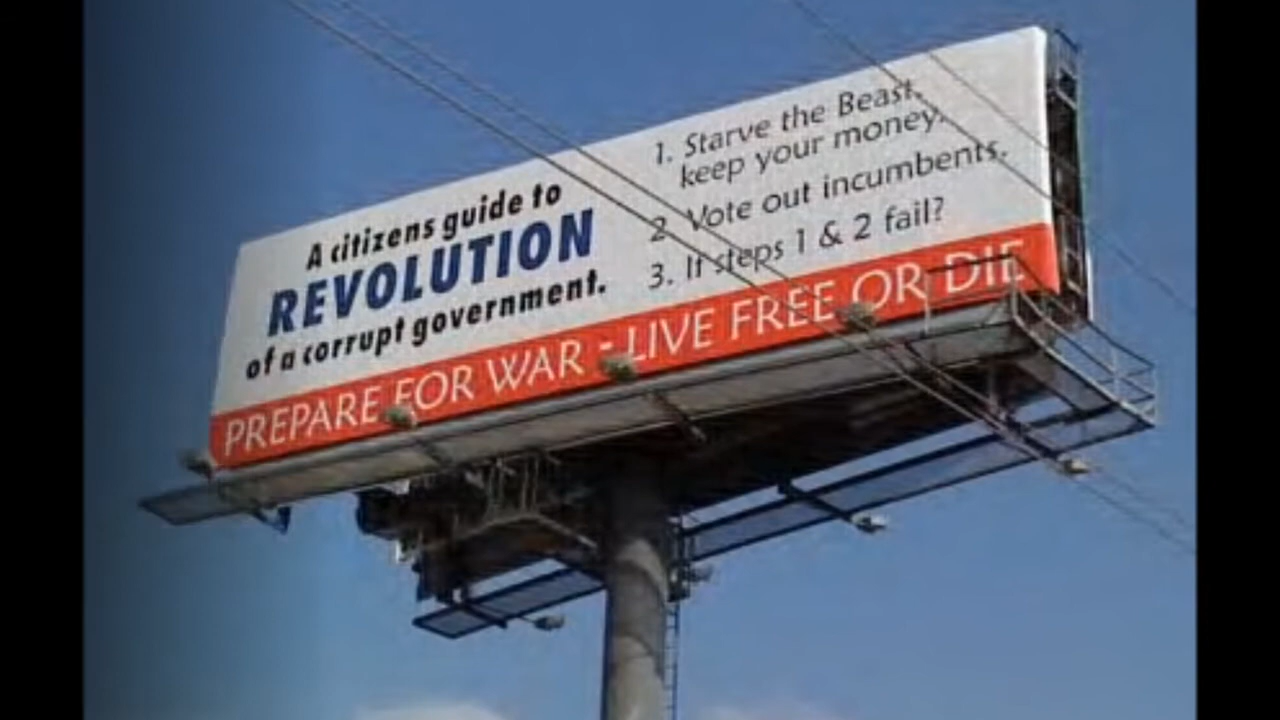 A citizens guide to
REVOLUTION
of a corrupt government.
1. Starve the Beast.
keep your money.
2. Vote out incumbents.
3. If steps 1 & 2 fail?
PREPARE FOR WAR - LIVE FREE OR DIE